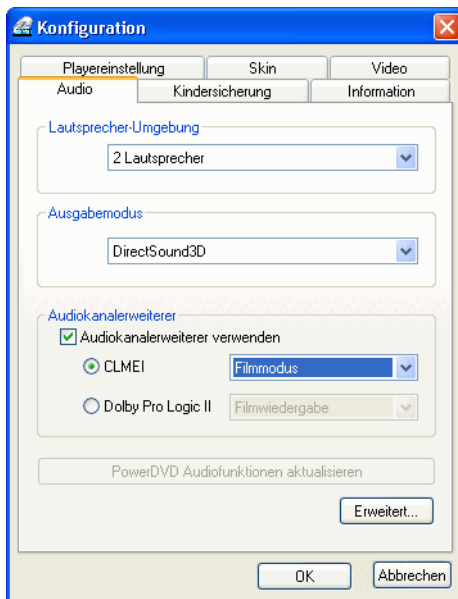 Konfiguration
Playereinstellung Skin Video
Audio Kindersicherung Information
Lautsprecher-Umgebung
2 Lautsprecher
Ausgabemodus
DirectSound3D
Audiokanalerweiterer
Audiokanalerweiterer verwenden
CLMEI Filmmodus
Dolby Pro Logic II Filmwiedergabe
PowerDVD Audiofunktionen aktualisieren
Erweitert...
OK Abbrechen